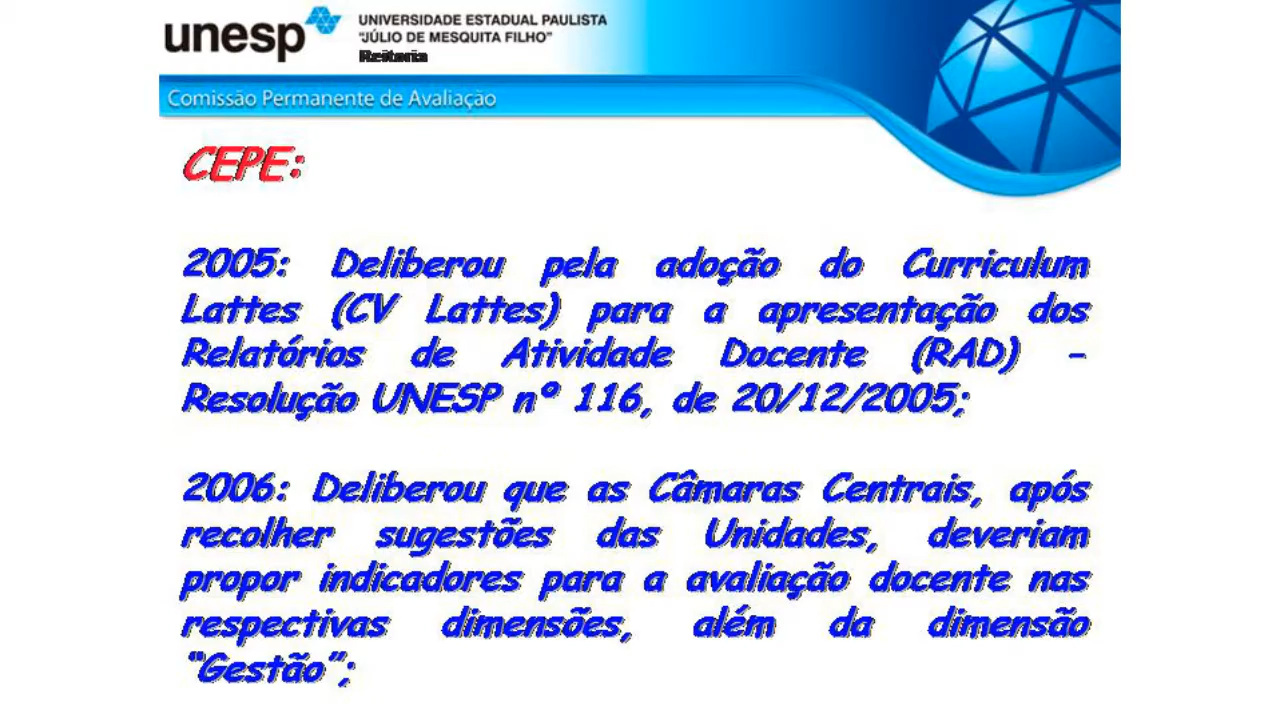 unesp
UNIVERSIDADE ESTADUAL PAULISTA
"JÚLIO DE MESQUITA FILHO"
Reitoria
Comissão Permanente de Avaliação
CEPE:
2005: Deliberou pela adoção do Curriculum
Lattes (CV Lattes) para a apresentação dos
Relatórios de Atividade Docente (RAD) –
Resolução UNESP nº 116, de 20/12/2005;
2006: Deliberou que as Câmaras Centrais, após
recolher sugestões das Unidades, deveriam
propor indicadores para a avaliação docente nas
respectivas dimensões, além da dimensão
“Gestão”;